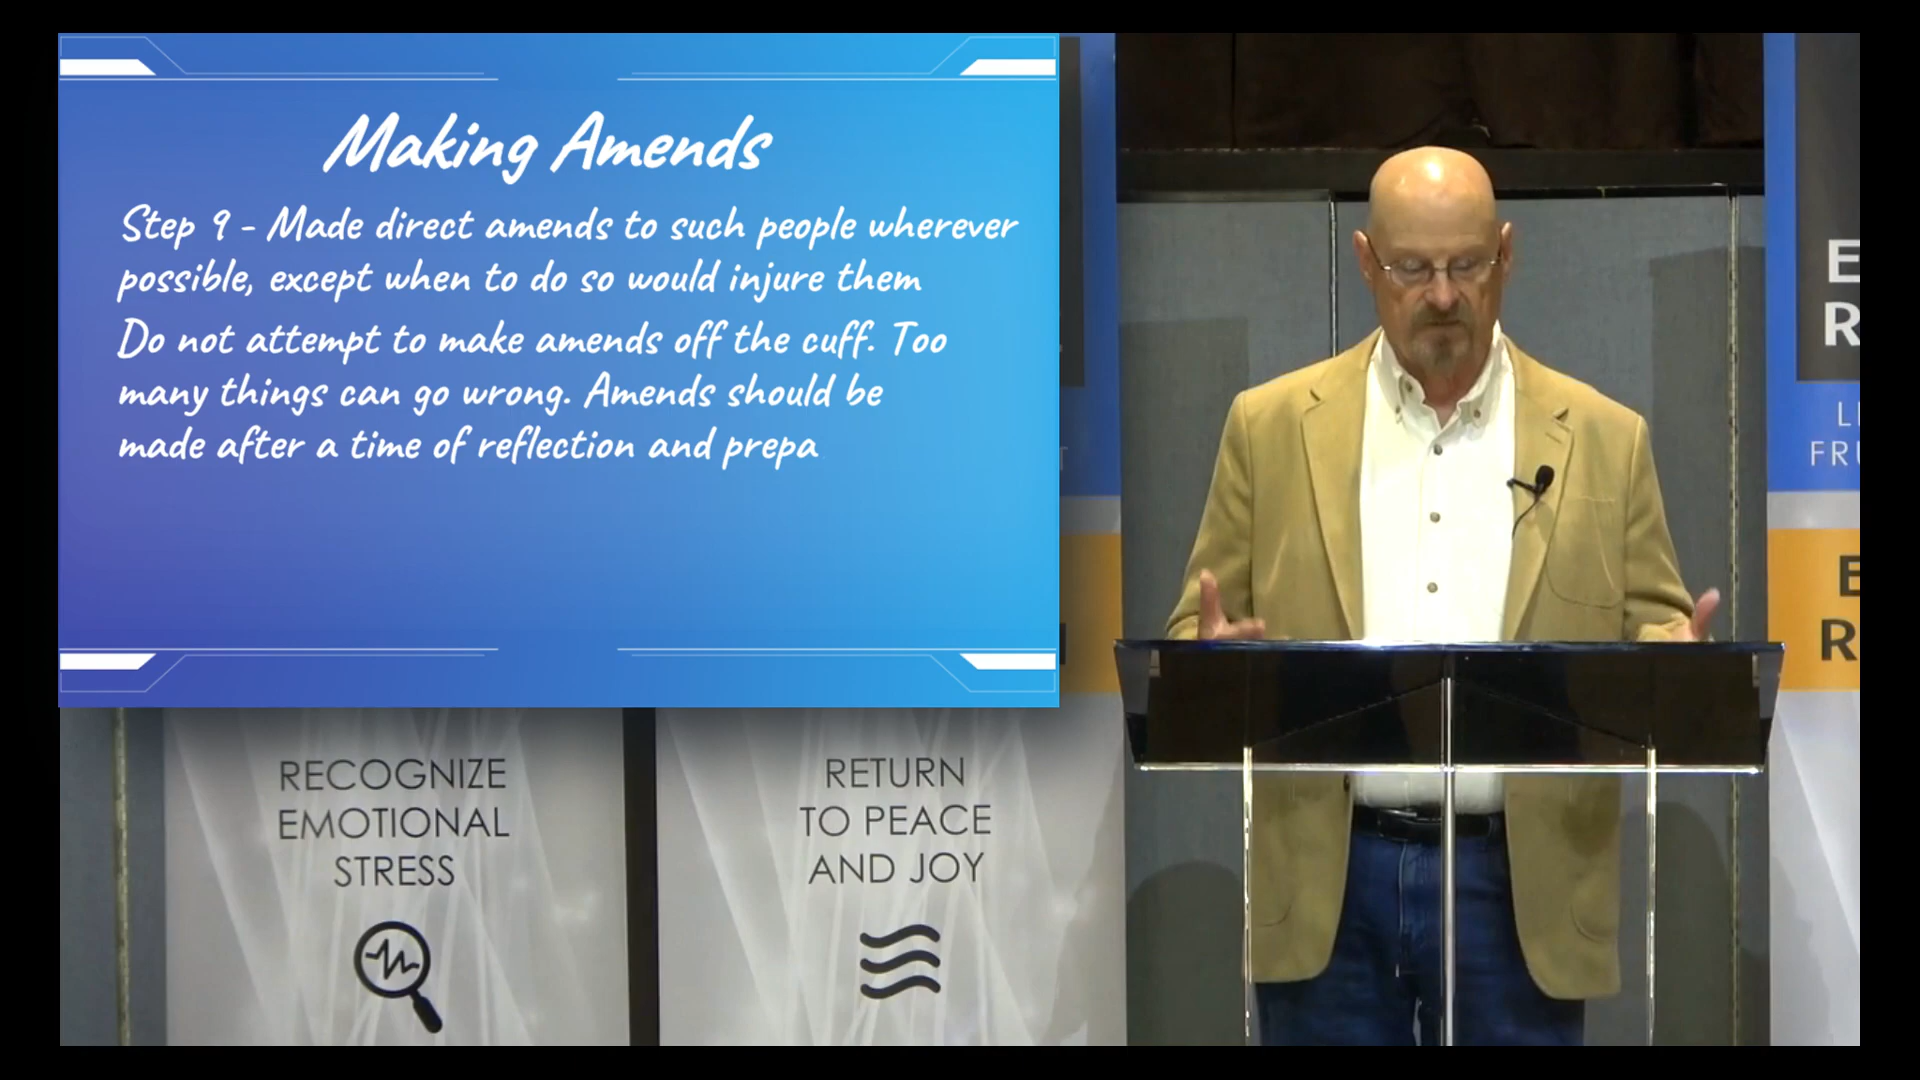 Making Amends
Step 9 - Made direct amends to such people wherever
possible, except when to do so would injure them
Do not attempt to make amends off the cuff. Too
many things can go wrong. Amends should be
made after a time of reflection and prepa
RECOGNIZE
EMOTIONAL
STRESS
RETURN
TO PEACE
AND JOY
E
R
L
FRU
E
R